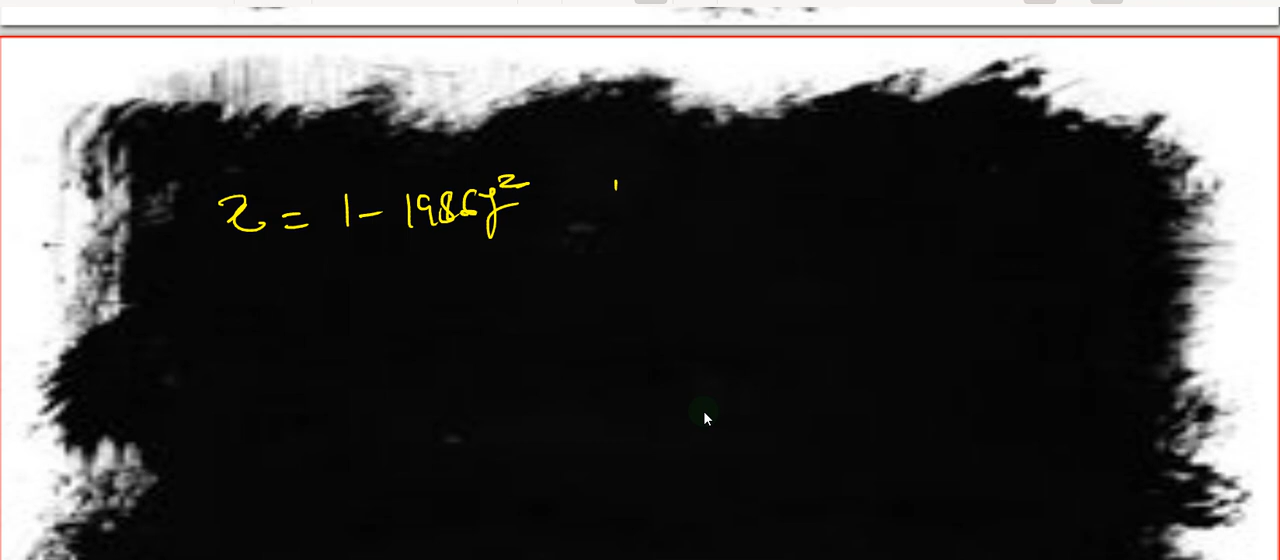 x = 1 - 1986y²